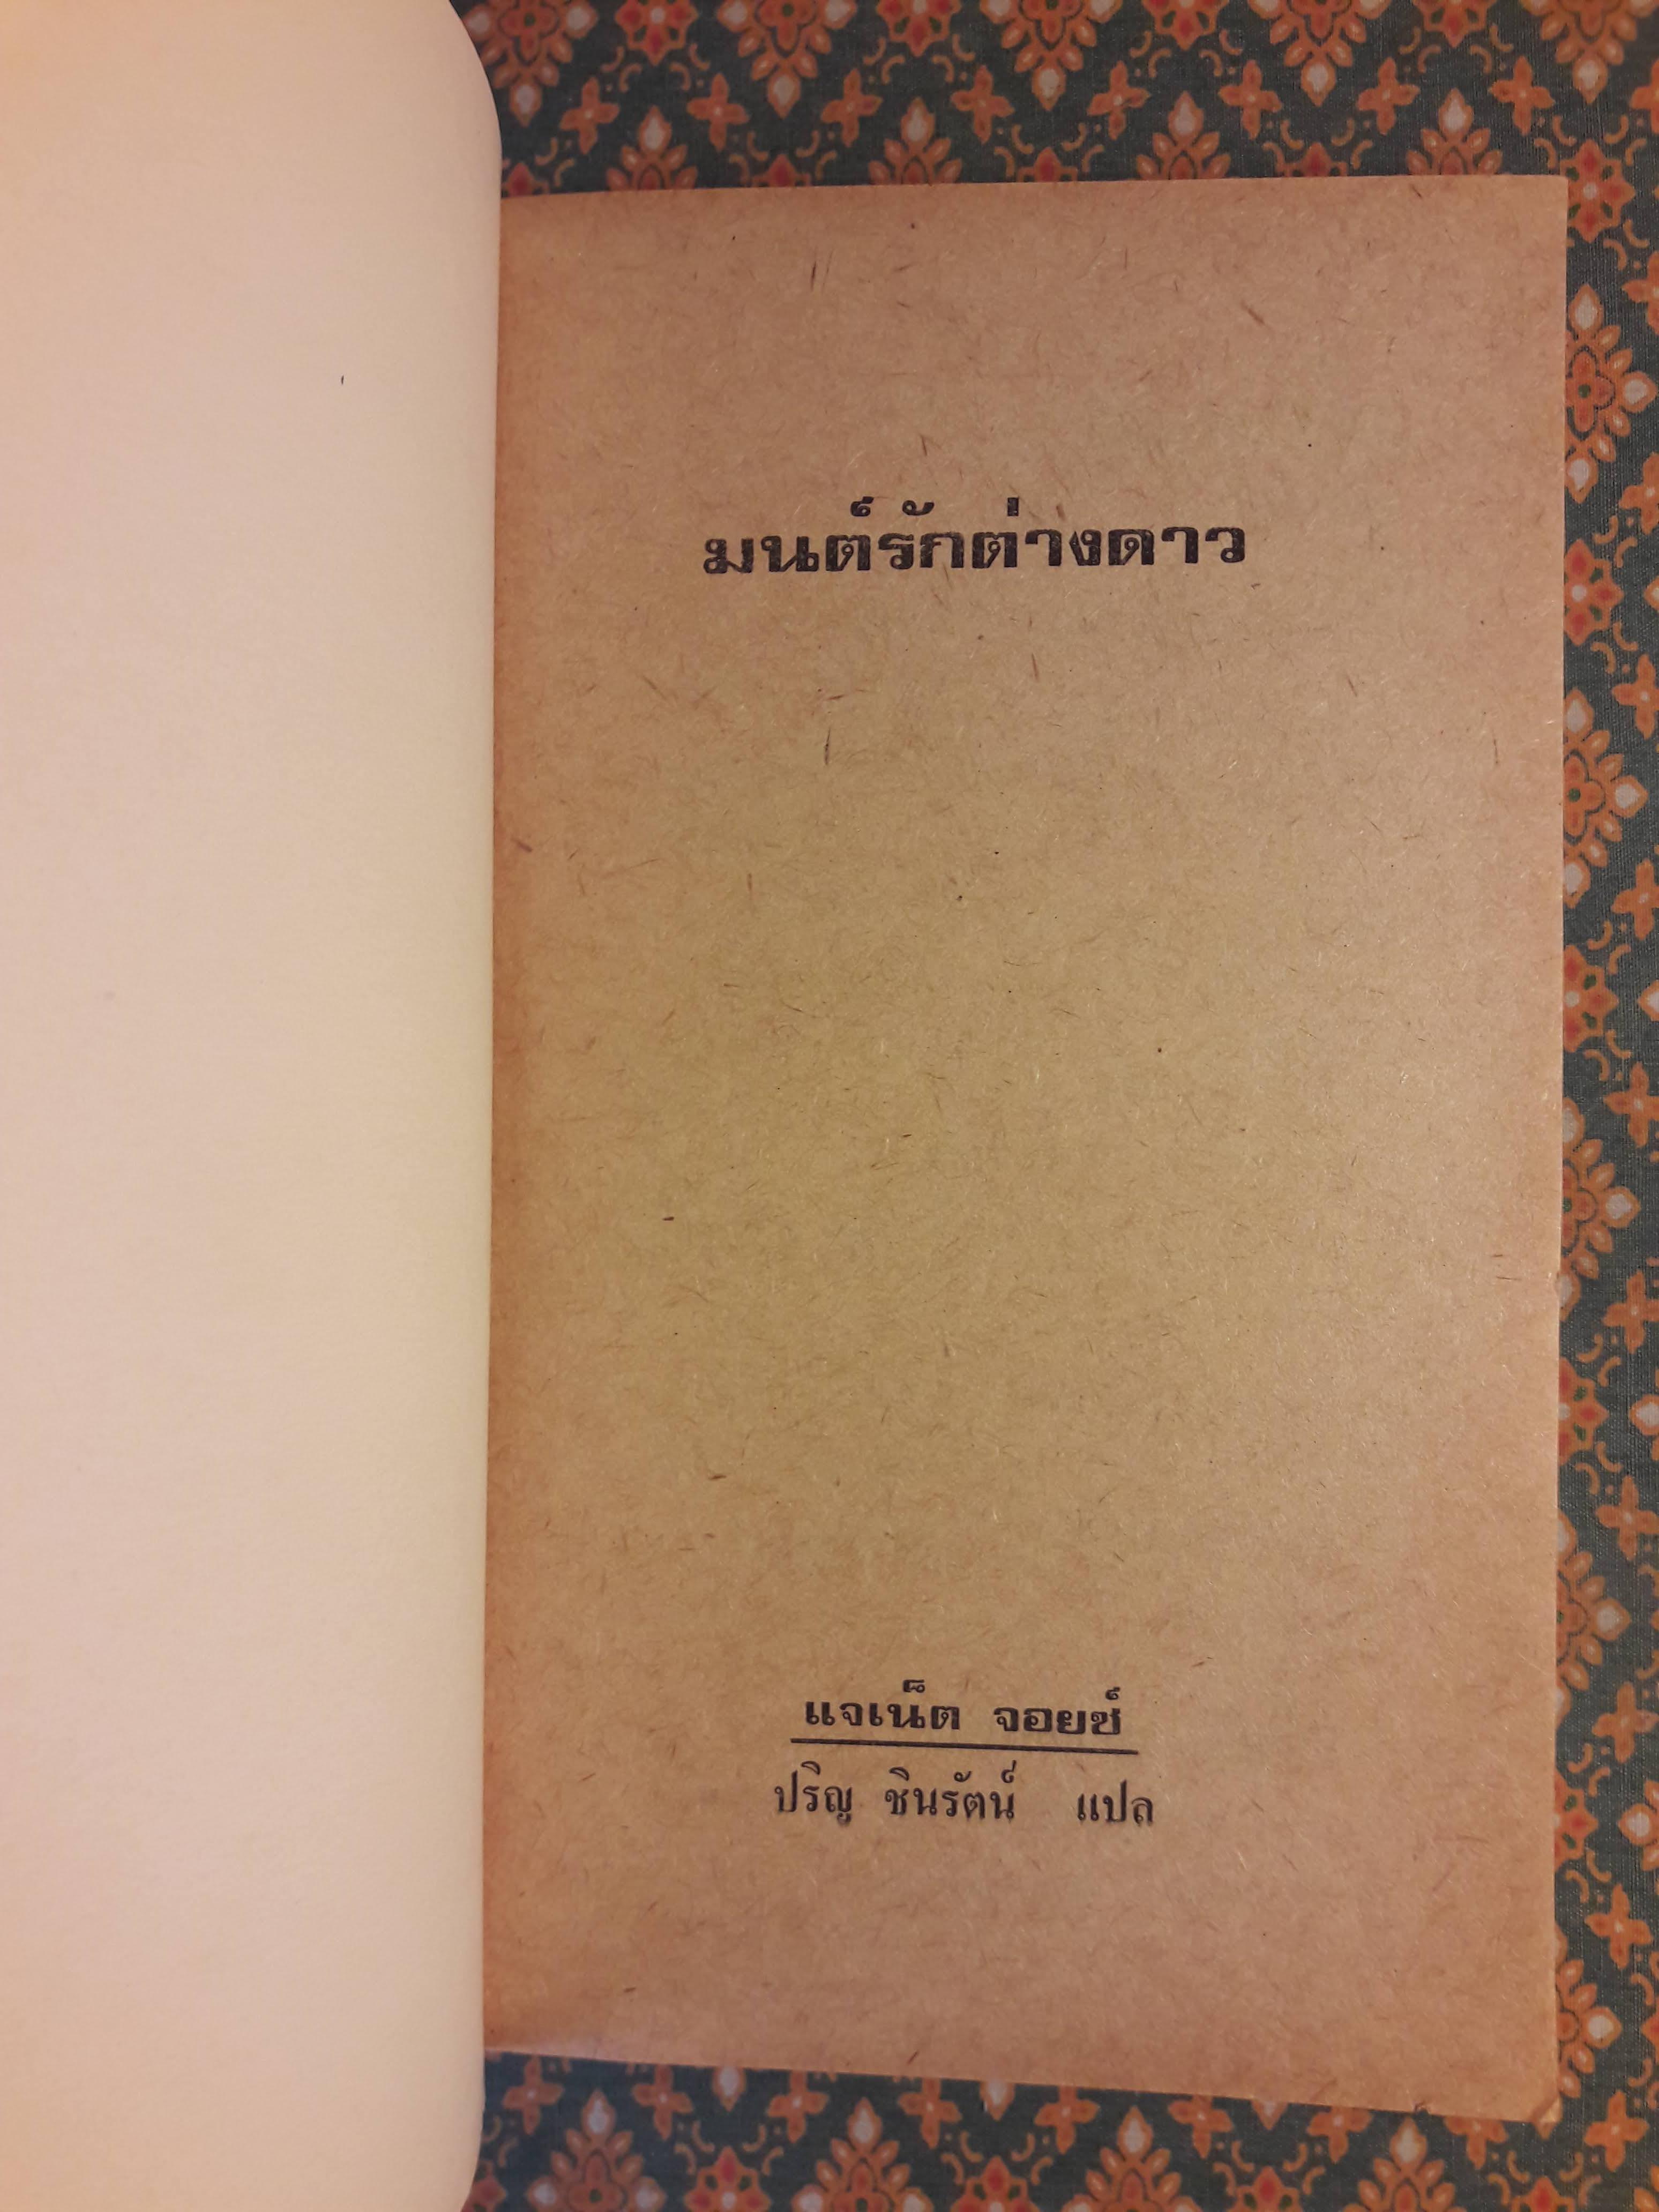 มนต์รักต่างดาว
แจเน็ต จอยซ์
ปริญ ชินรัตน์ แปล